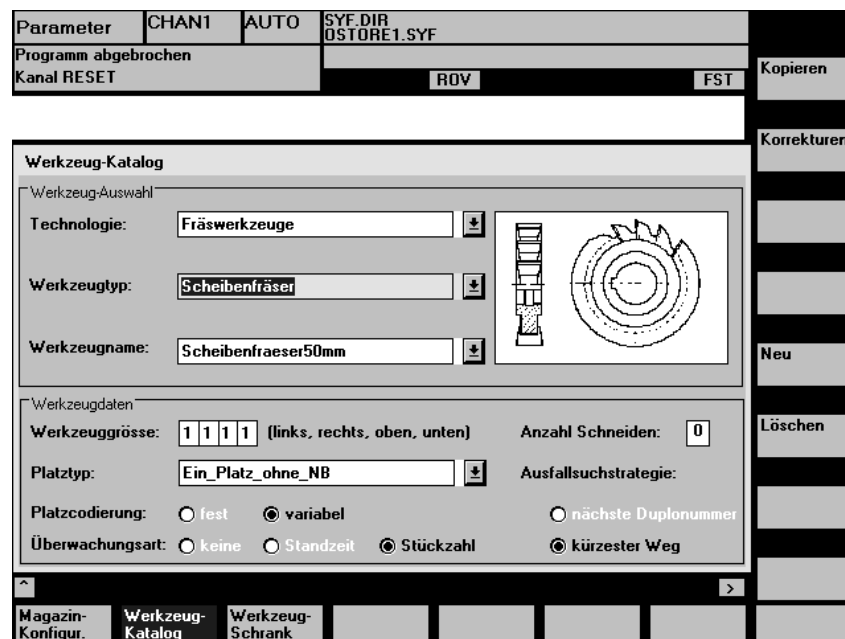 Parameter CHAN1 AUTO SYF.DIR
OSTORE1.SYF
Programm abgebrochen
Kanal RESET
ROV FST
Kopieren
Korrekturen
Neu
Löschen
Werkzeug-Katalog
Werkzeug-Auswahl
Technologie: Fräswerkzeuge
Werkzeugtyp: Scheibenfräser
Werkzeugname: Scheibenfraeser50mm
Werkzeugdaten
Werkzeuggrösse: 1 1 1 1 (links, rechts, oben, unten) Anzahl Schneiden: 0
Platztyp: Ein_Platz_ohne_NB Ausfallsuchstrategie:
Platzcodierung: fest variabel nächste Duplonummer
Überwachungsart: keine Standzeit Stückzahl kürzester Weg
^ >
Magazin-
Konfigur.
Werkzeug-
Katalog
Werkzeug-
Schrank